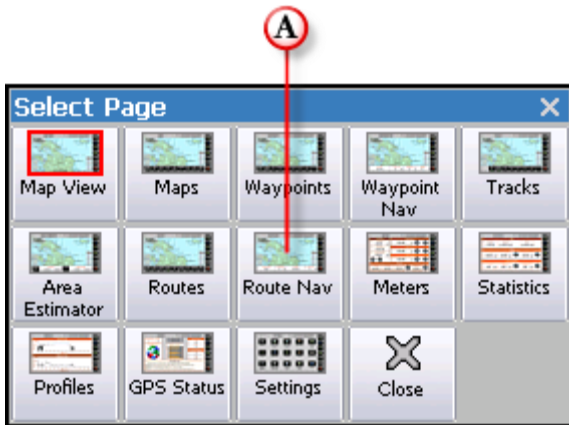 A
Select Page
Map View
Maps
Waypoints
Waypoint
Nav
Tracks
Area
Estimator
Routes
Route Nav
Meters
Statistics
Profiles
GPS Status
Settings
Close